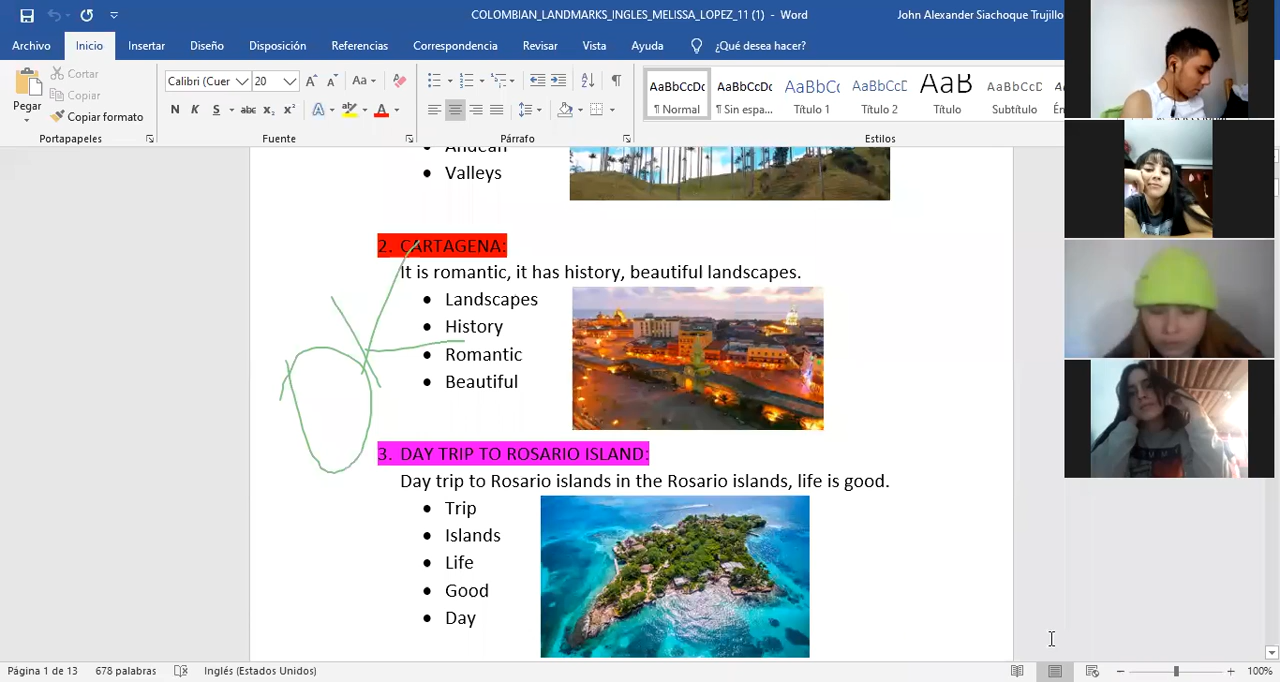 COLOMBIAN_LANDMARKS_INGLES_MELISSA_LOPEZ_11 (1) - Word
John Alexander Siachoque Trujillo
Archivo Inicio Insertar Diseño Disposición Referencias Correspondencia Revisar Vista Ayuda ¿Qué desea hacer?
Pegar
Cortar
Copiar
Copiar formato
Portapapeles
Calibri (Cuer 20
N K S abc x₂ x²
Fuente
Párrafo
AaBbCcDc AaBbCcDc AaBbCc AaBbCcD AaB AaBbCcD
¶ Normal ¶ Sin espa... Título 1 Título 2 Título Subtítulo
Estilos
Andean
Valleys
2. CARTAGENA:
It is romantic, it has history, beautiful landscapes.
Landscapes
History
Romantic
Beautiful
3. DAY TRIP TO ROSARIO ISLAND:
Day trip to Rosario islands in the Rosario islands, life is good.
Trip
Islands
Life
Good
Day
OK
Página 1 de 13 678 palabras Inglés (Estados Unidos) 100%